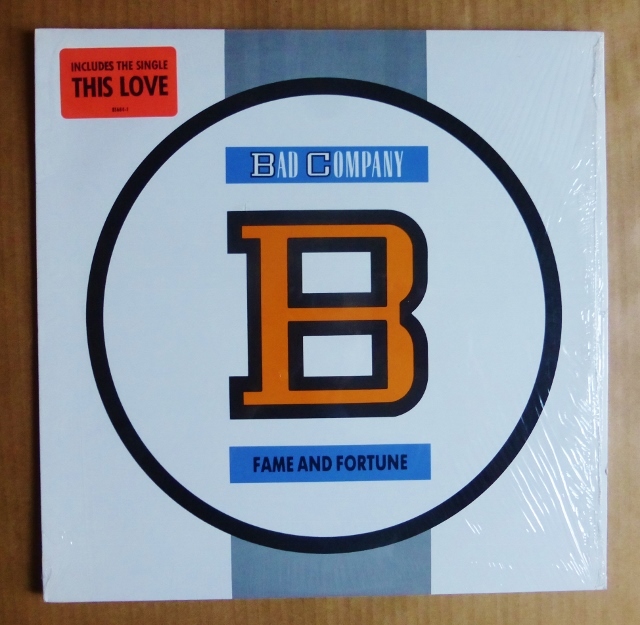 INCLUDES THE SINGLE
THIS LOVE
BAD COMPANY
B
FAME AND FORTUNE